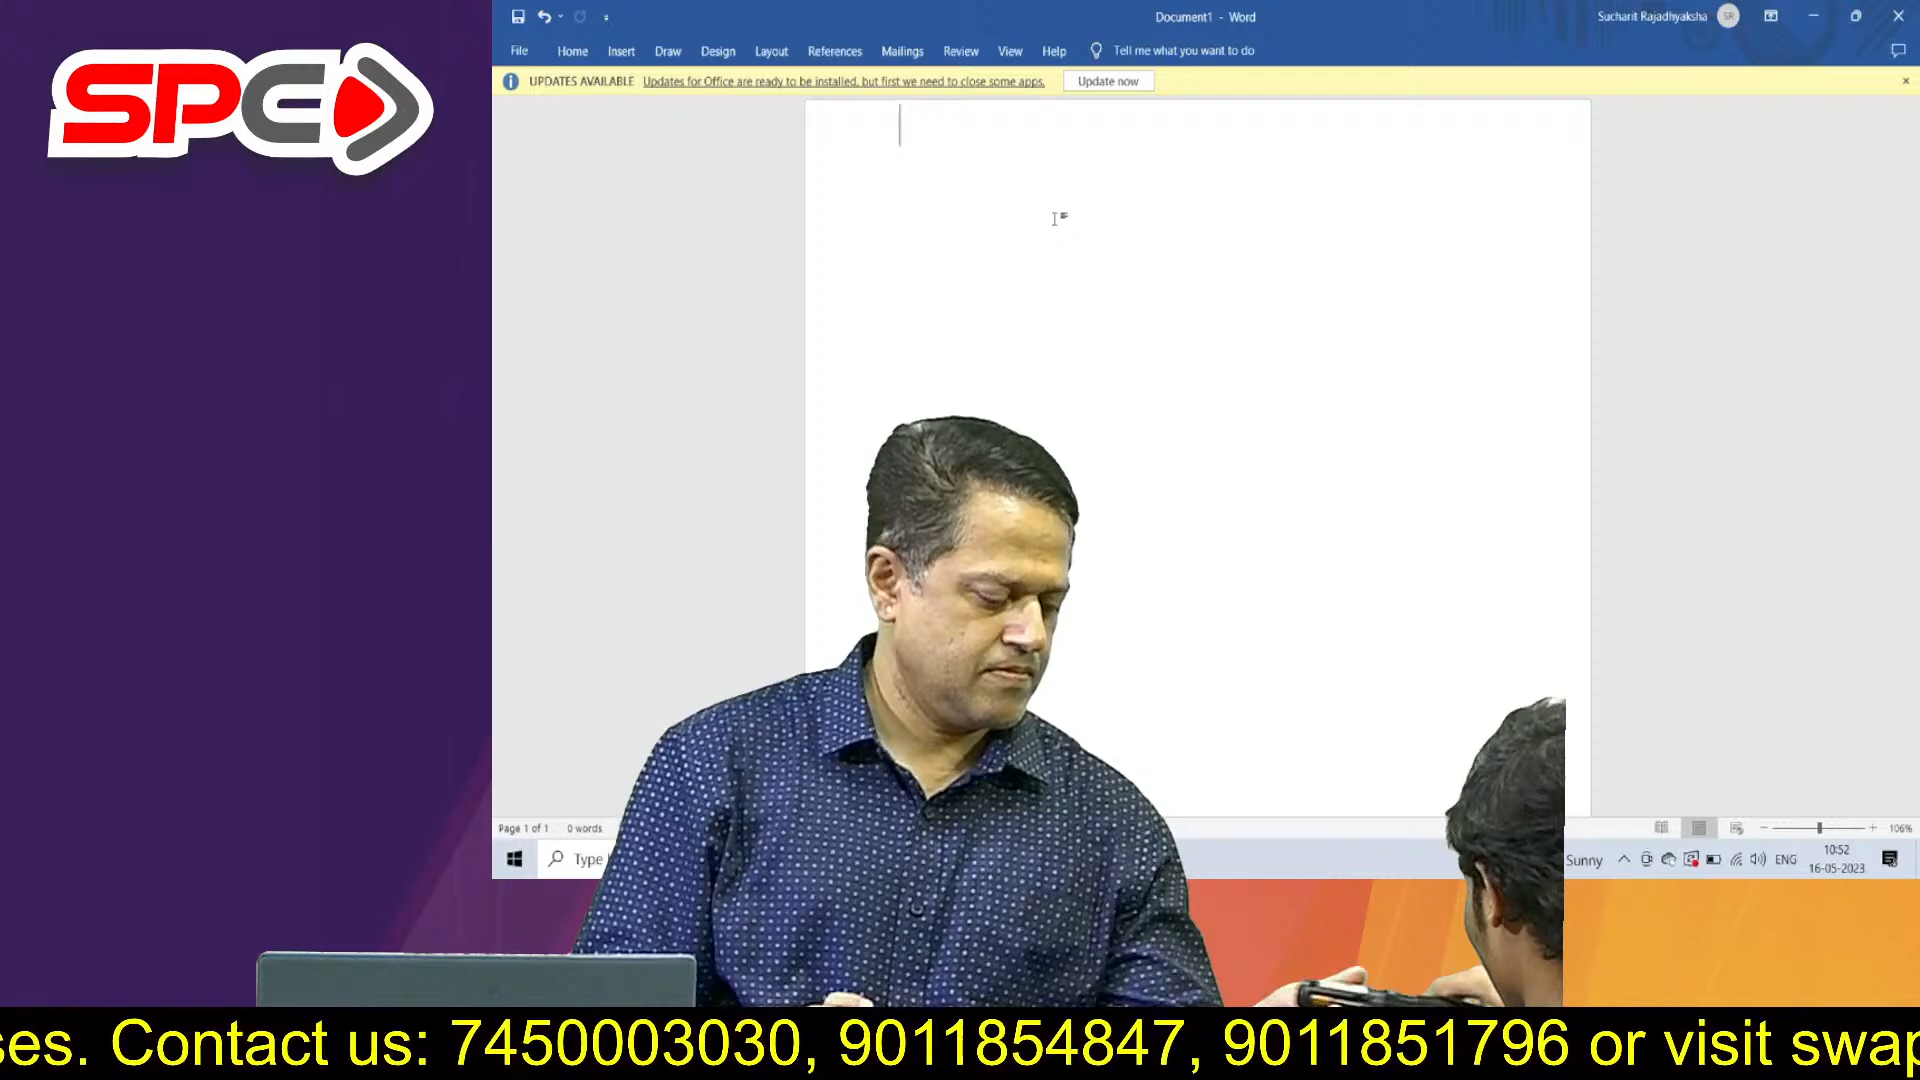 SPE
Document1 - Word
Sucharit Rajadhyaksha SR
File Home Insert Draw Design Layout References Mailings Review View Help Tell me what you want to do
UPDATES AVAILABLE Updates for Office are ready to be installed, but first we need to close some apps. Update now
Page 1 of 1 0 words
106%
Type
Sunny
ENG
10:52
16-05-2023
ses. Contact us: 7450003030, 9011854847, 9011851796 or visit swap